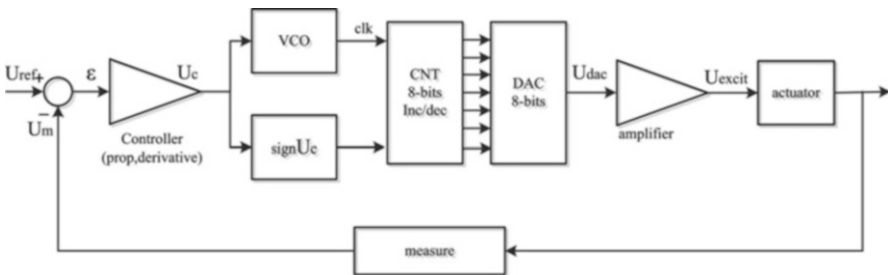 Uref
+
−
Um
ε
Controller
(prop,derivative)
Uc
VCO
clk
signUc
CNT
8-bits
Inc/dec
DAC
8-bits
Udac
amplifier
Uexcit
actuator
measure